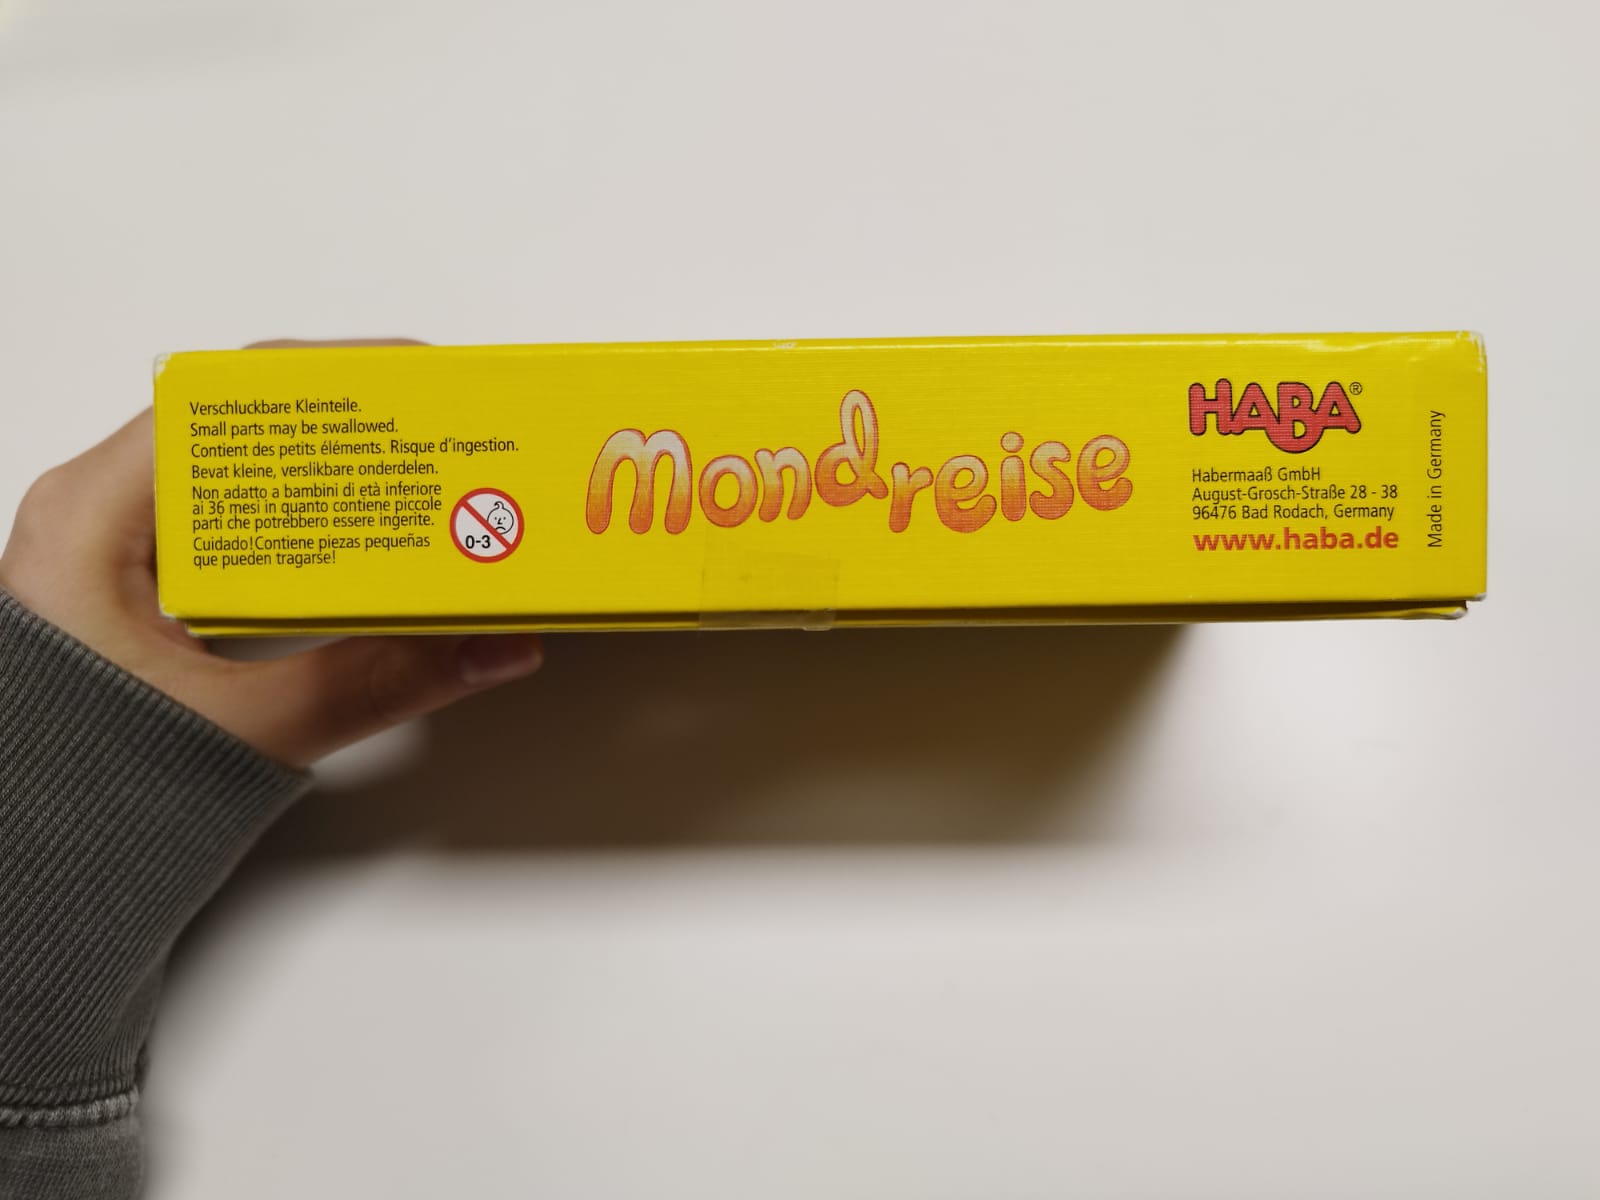 Verschluckbare Kleinteile.
Small parts may be swallowed.
Contient des petits éléments. Risque d'ingestion.
Bevat kleine, verslikbare onderdelen.
Non adatto a bambini di età inferiore
ai 36 mesi in quanto contiene piccole
parti che potrebbero essere ingerite.
Cuidado!Contiene piezas pequeñas
que pueden tragarse!
0-3
Mondreise
HABA®
Habermaaß GmbH
August-Grosch-Straße 28 - 38
96476 Bad Rodach, Germany
www.haba.de
Made in Germany